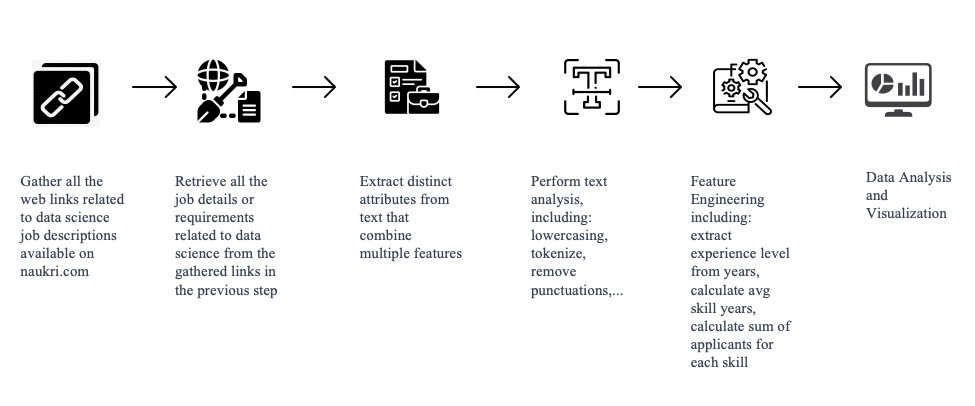 Gather all the
web links related
to data science
job descriptions
available on
naukri.com
Retrieve all the
job details or
requirements
related to data
science from the
gathered links in
the previous step
Extract distinct
attributes from
text that
combine
multiple features
Perform text
analysis,
including:
lowercasing,
tokenize,
remove
punctuations,...
Feature
Engineering
including:
extract
experience level
from years,
calculate avg
skill years,
calculate sum of
applicants for
each skill
Data Analysis
and
Visualization